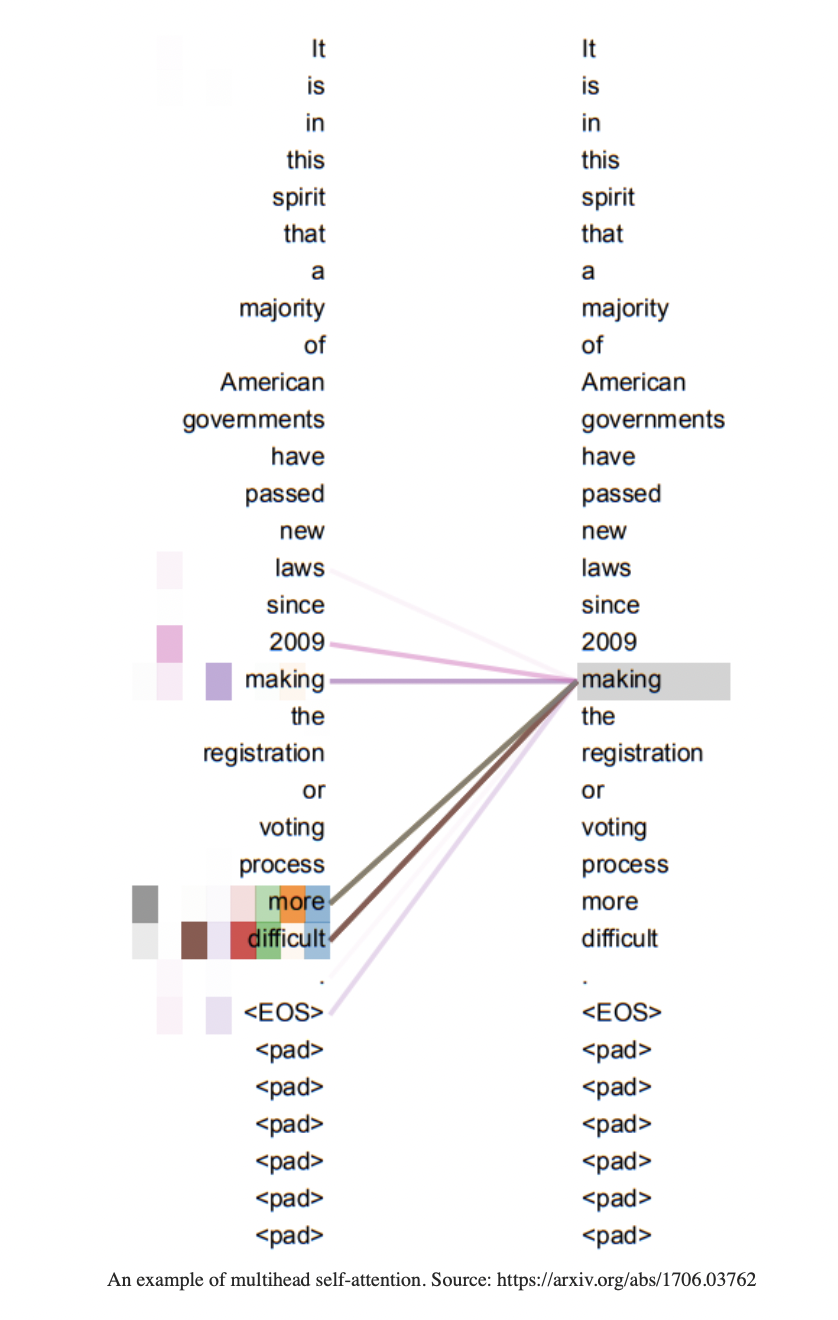 It It
is is
in in
this this
spirit spirit
that that
a a
majority majority
of of
American American
governments governments
have have
passed passed
new new
laws laws
since since
2009 2009
making making
the the
registration registration
or or
voting voting
process process
more more
difficult difficult
. .
<EOS> <EOS>
<pad> <pad>
<pad> <pad>
<pad> <pad>
<pad> <pad>
<pad> <pad>
<pad> <pad>
An example of multihead self-attention. Source: https://arxiv.org/abs/1706.03762